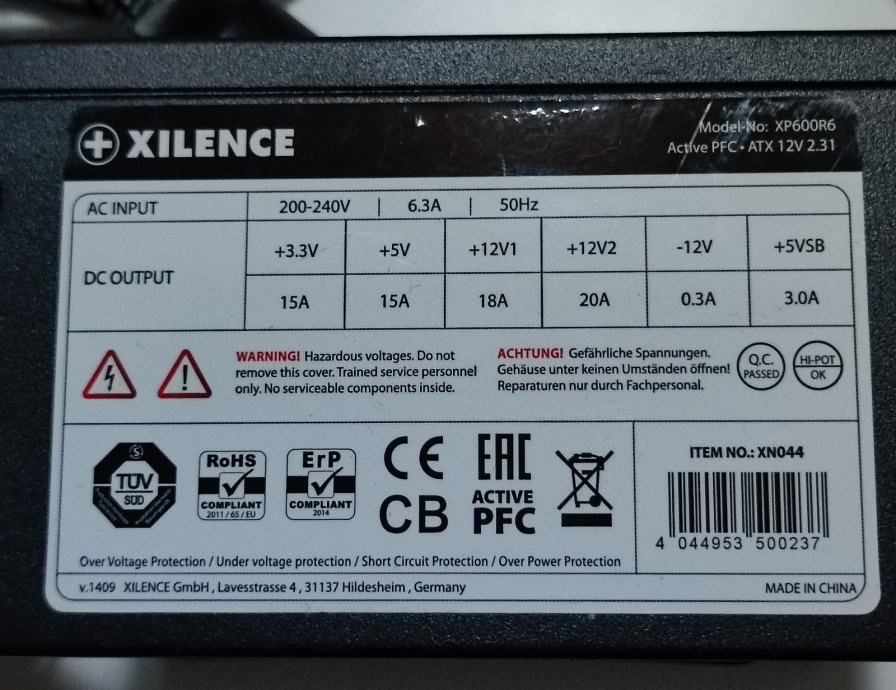 XILENCE
Model-No: XP600R6
Active PFC • ATX 12V 2.31
AC INPUT 200-240V | 6.3A | 50Hz
DC OUTPUT
+3.3V +5V +12V1 +12V2 -12V +5VSB
15A 15A 18A 20A 0.3A 3.0A
WARNING! Hazardous voltages. Do not
remove this cover. Trained service personnel
only. No serviceable components inside.
ACHTUNG! Gefährliche Spannungen.
Gehäuse unter keinen Umständen öffnen!
Reparaturen nur durch Fachpersonal.
Q.C.
PASSED
HI-POT
OK
TÜV
SÜD
RoHS
COMPLIANT
2011 / 65 / EU
ErP
COMPLIANT
2014
CE
CB
EAC
ACTIVE
PFC
ITEM NO.: XN044
4 044953 500237
Over Voltage Protection / Under voltage protection / Short Circuit Protection / Over Power Protection
v.1409 XILENCE GmbH , Lavesstrasse 4 , 31137 Hildesheim , Germany
MADE IN CHINA